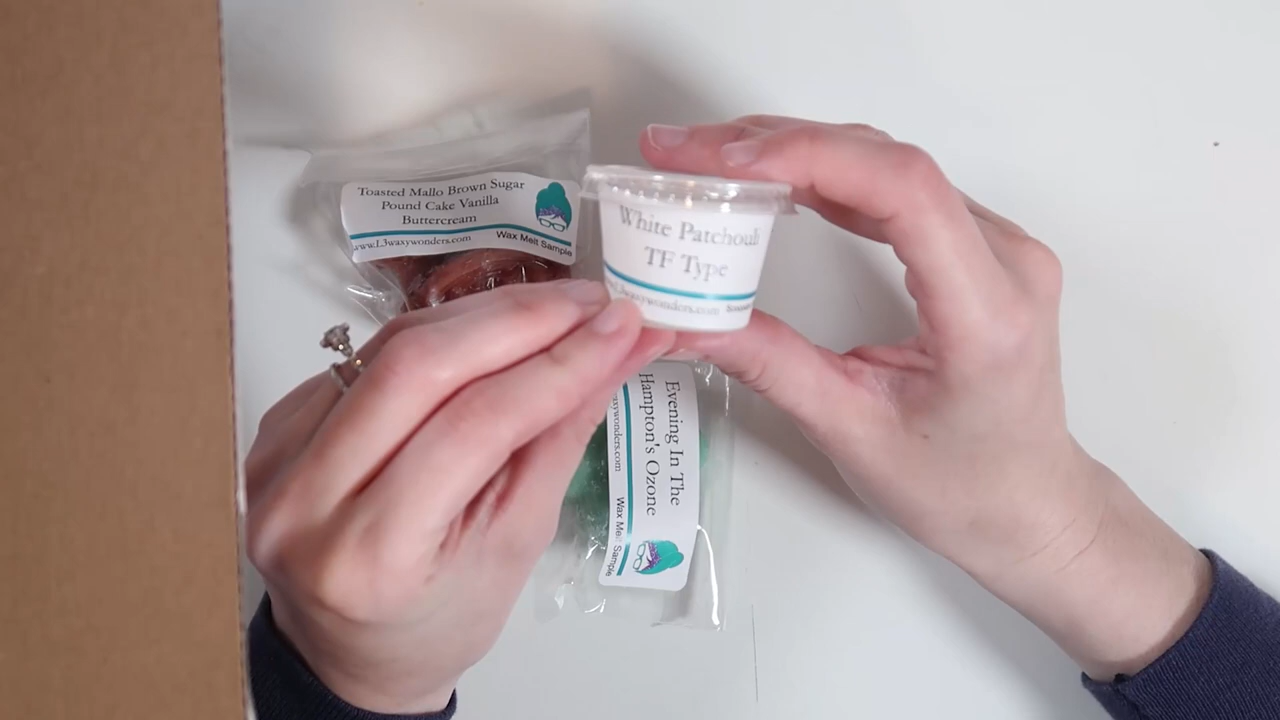 Toasted Mallo Brown Sugar
Pound Cake Vanilla
Buttercream
www.L3waxywonders.com
Wax Melt Sample
White Patchouli
TF Type
Evening In The
Hampton's Ozone
Wax Melt Sample